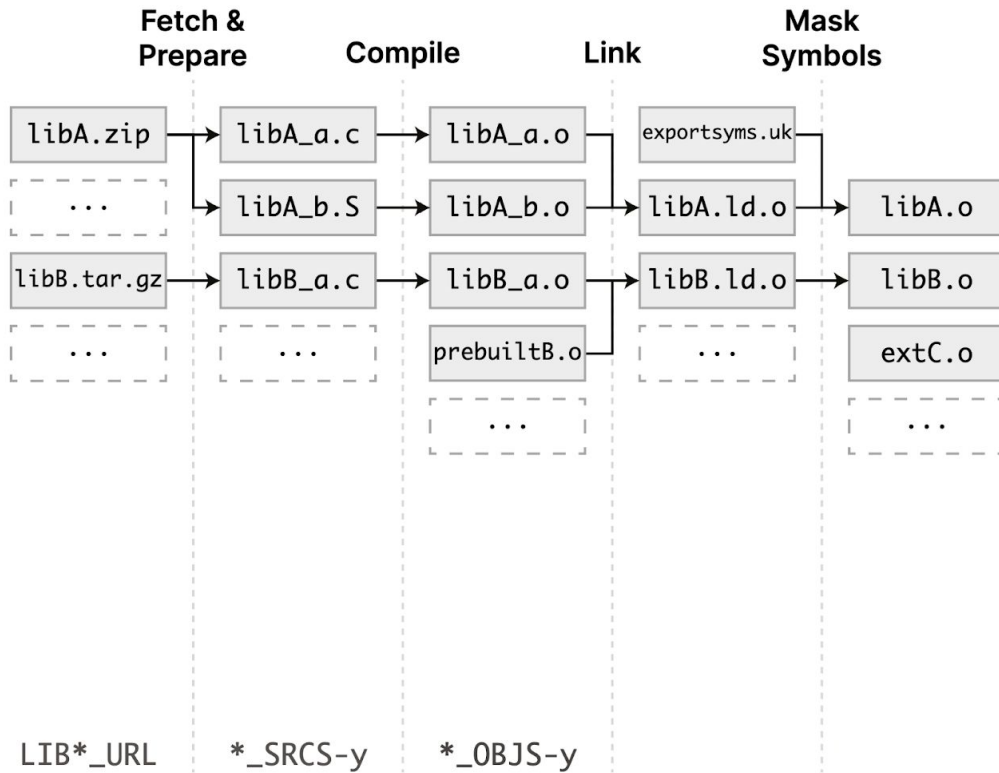 Fetch &
Prepare
Compile
Link
Mask
Symbols
libA.zip
libA_a.c
libA_a.o
exportsyms.uk
...
libA_b.S
libA_b.o
libA.ld.o
libA.o
libB.tar.gz
libB_a.c
libB_a.o
libB.ld.o
libB.o
...
...
prebuiltB.o
...
extC.o
...
...
LIB*_URL
*_SRCS-y
*_OBJS-y